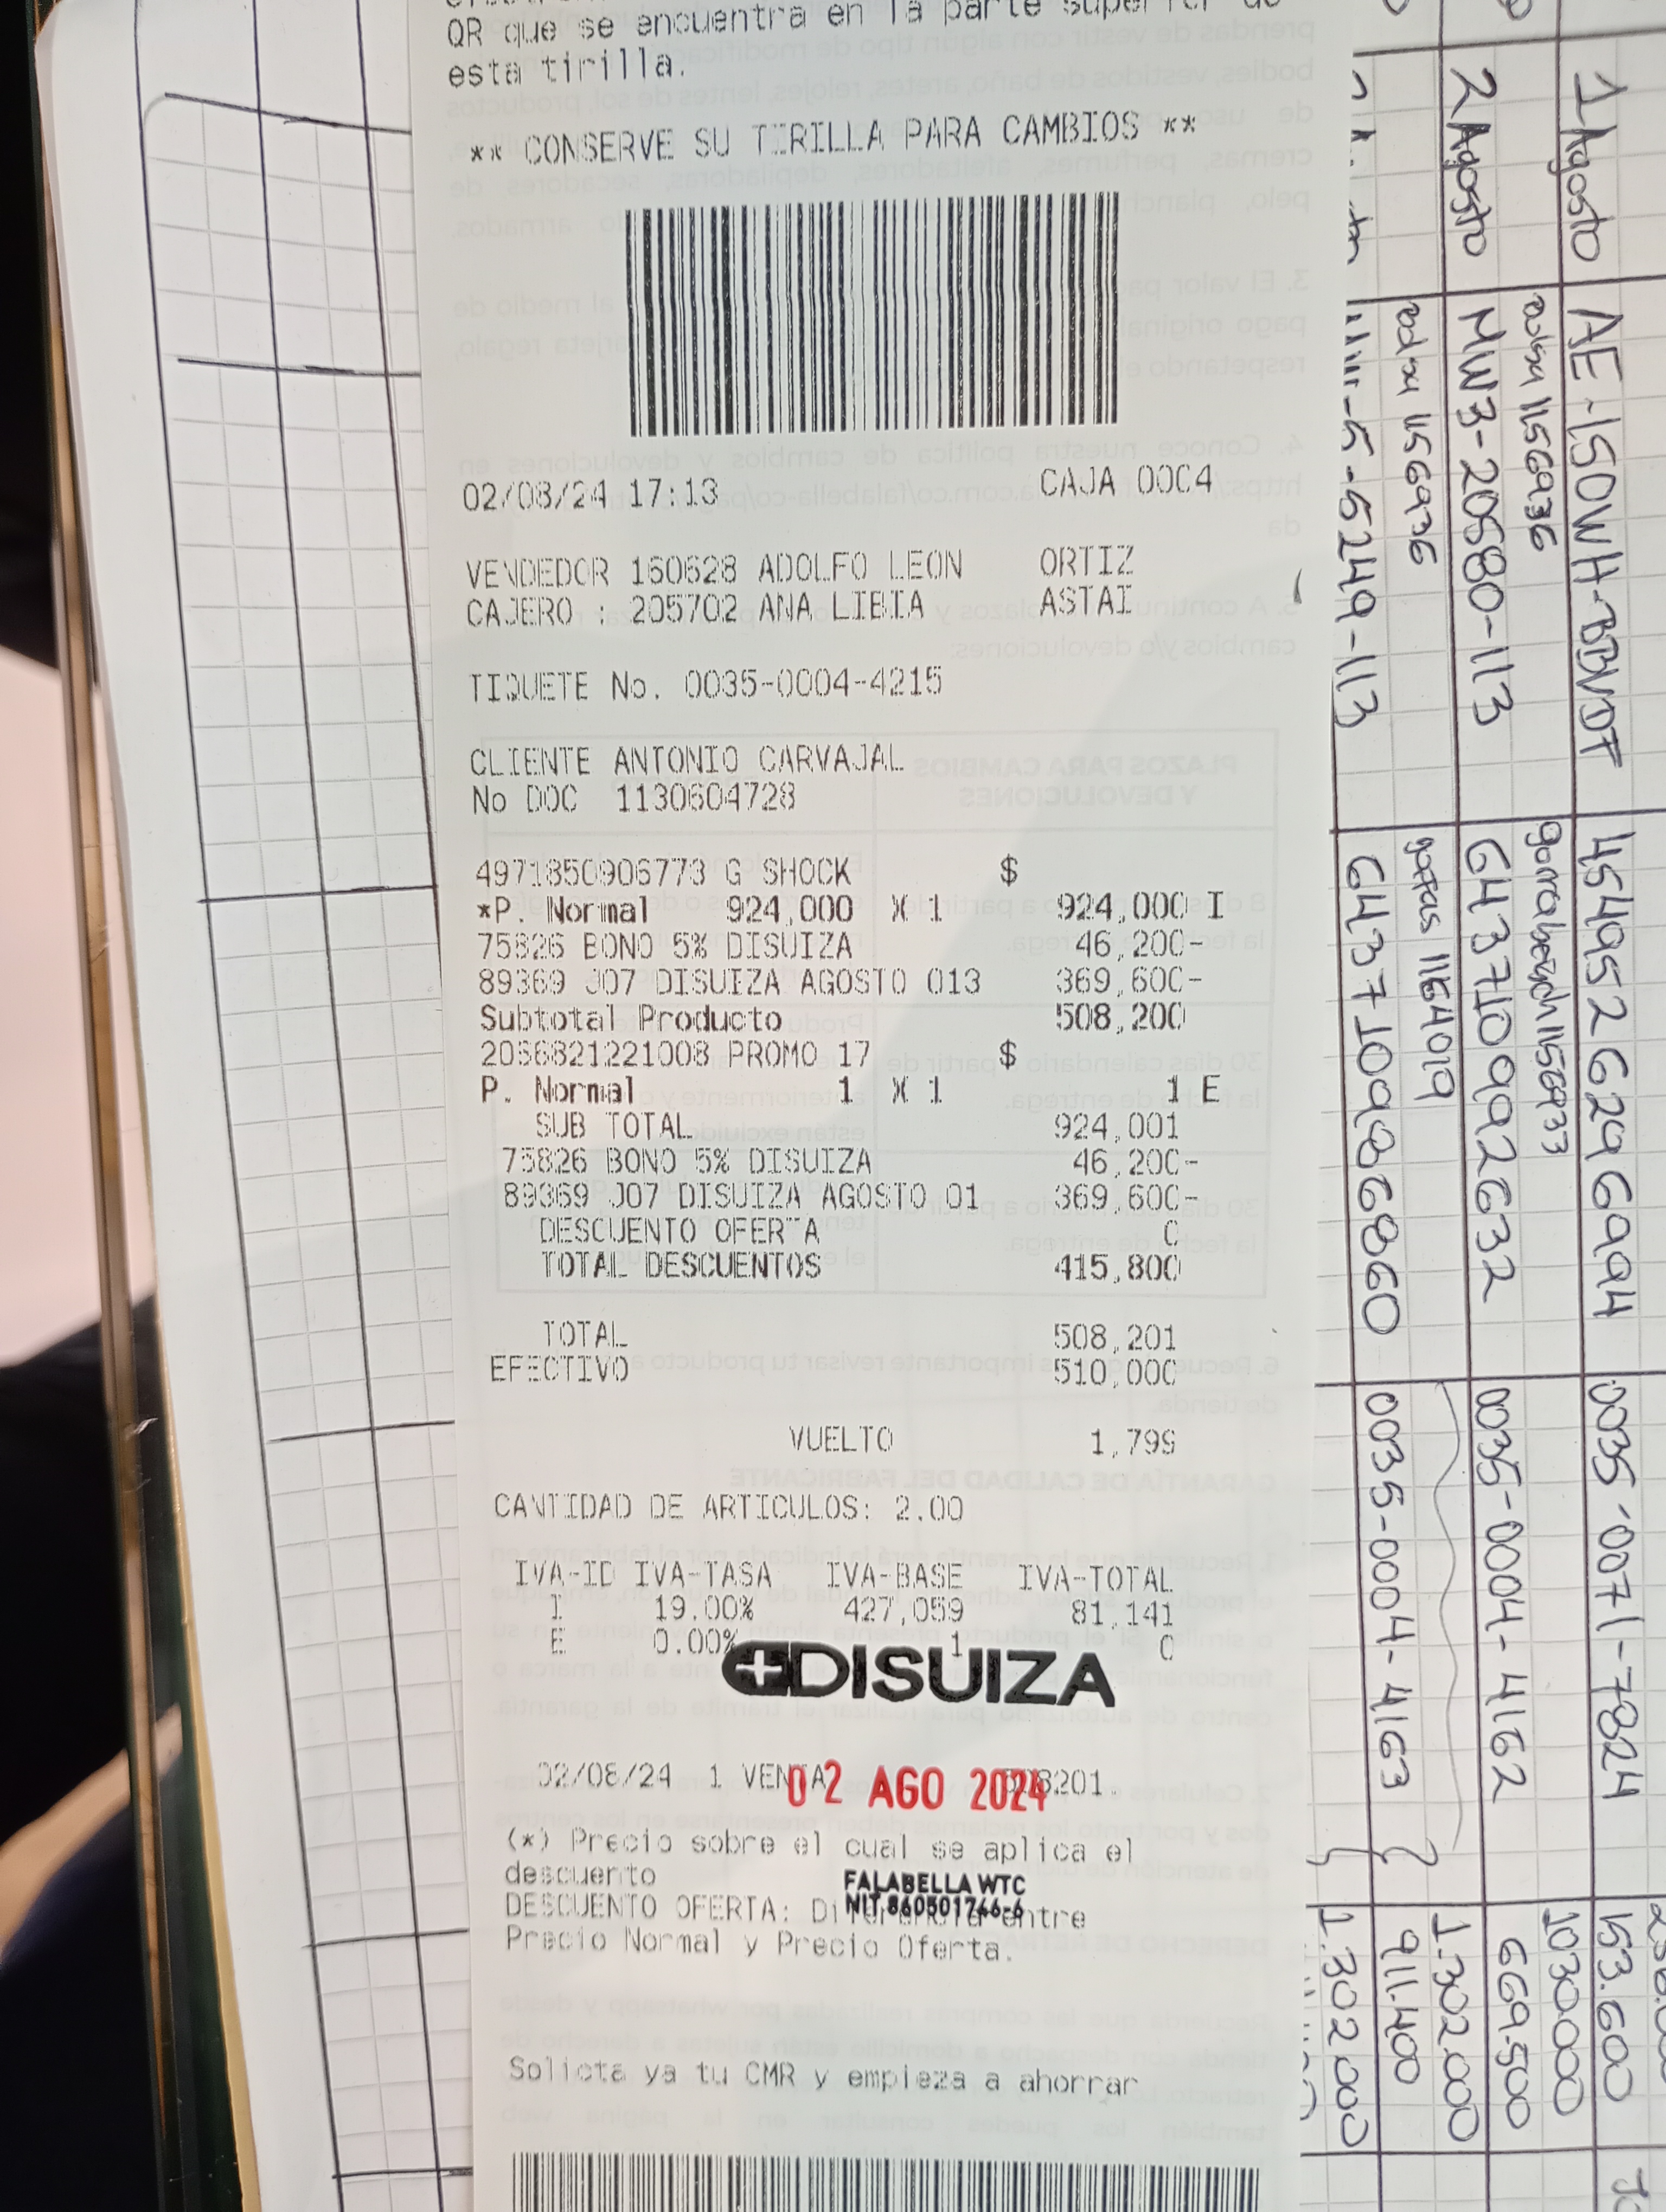 QR que se encuentra en la parte superior de
esta tirilla.
** CONSERVE SU TIRILLA PARA CAMBIOS **
02/08/24 17:13 CAJA 0004
VENDEDOR 160628 ADOLFO LEON ORTIZ
CAJERO : 205702 ANA LIBIA ASTAI
TIQUETE No. 0035-0004-4215
CLIENTE ANTONIO CARVAJAL
No DOC 1130604728
4971850906773 G SHOCK $
*P. Normal 924,000 X 1 924,000 I
75826 BONO 5% DISUIZA 46,200-
89369 J07 DISUIZA AGOSTO 013 369,600-
Subtotal Producto 508,200
2056821221008 PROMO 17 $
P. Normal 1 X 1 1 E
SUB TOTAL 924,001
75826 BONO 5% DISUIZA 46,200-
89369 J07 DISUIZA AGOSTO 01 369,600-
DESCUENTO OFERTA 0
TOTAL DESCUENTOS 415,800
TOTAL 508,201
EFECTIVO 510,000
VUELTO 1,799
CANTIDAD DE ARTICULOS: 2.00
IVA-ID IVA-TASA IVA-BASE IVA-TOTAL
I 19.00% 427,059 81,141
E 0.00% 1 0
DISUIZA
02/08/24 1 VENTA 508201
02 AGO 2024
(*) Precio sobre el cual se aplica el
descuento
FALABELLA WTC
NIT.860501746-6
DESCUENTO OFERTA: Diferencia entre
Precio Normal y Precio Oferta.
Solicita ya tu CMR y empieza a ahorrar
1 Agosto AE-150WH-BBVDF 4549526296994 0035-0071-7824 153.600
1030000
2 Agosto MW3-20580-113 643710992632 0035-0004-4162 669.500
1156936 1164019 1.302.000
911.400
-5249-113 6437109868860 0035-0004-4163 1.302.000